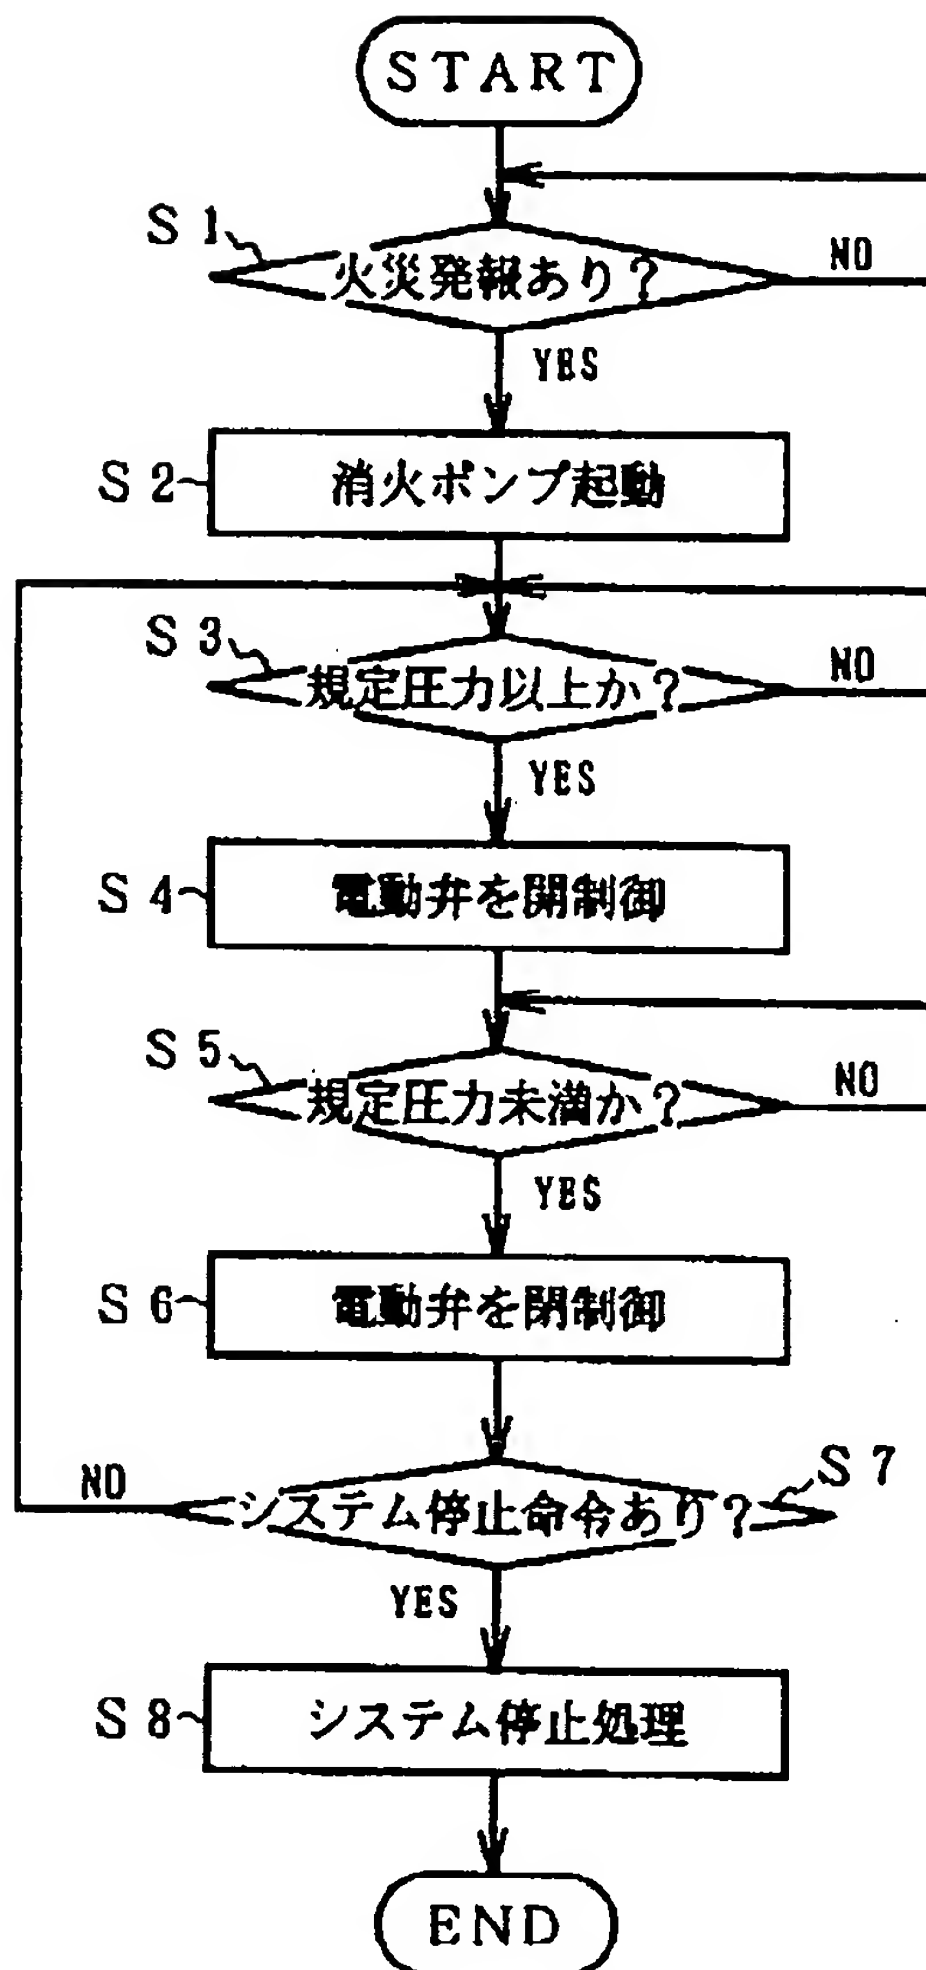 START
S1
火災発報あり？
NO
YES
S2
消火ポンプ起動
S3
規定圧力以上か？
NO
YES
S4
電動弁を開制御
S5
規定圧力未満か？
NO
YES
S6
電動弁を閉制御
S7
NO
システム停止命令あり？
YES
S8
システム停止処理
END